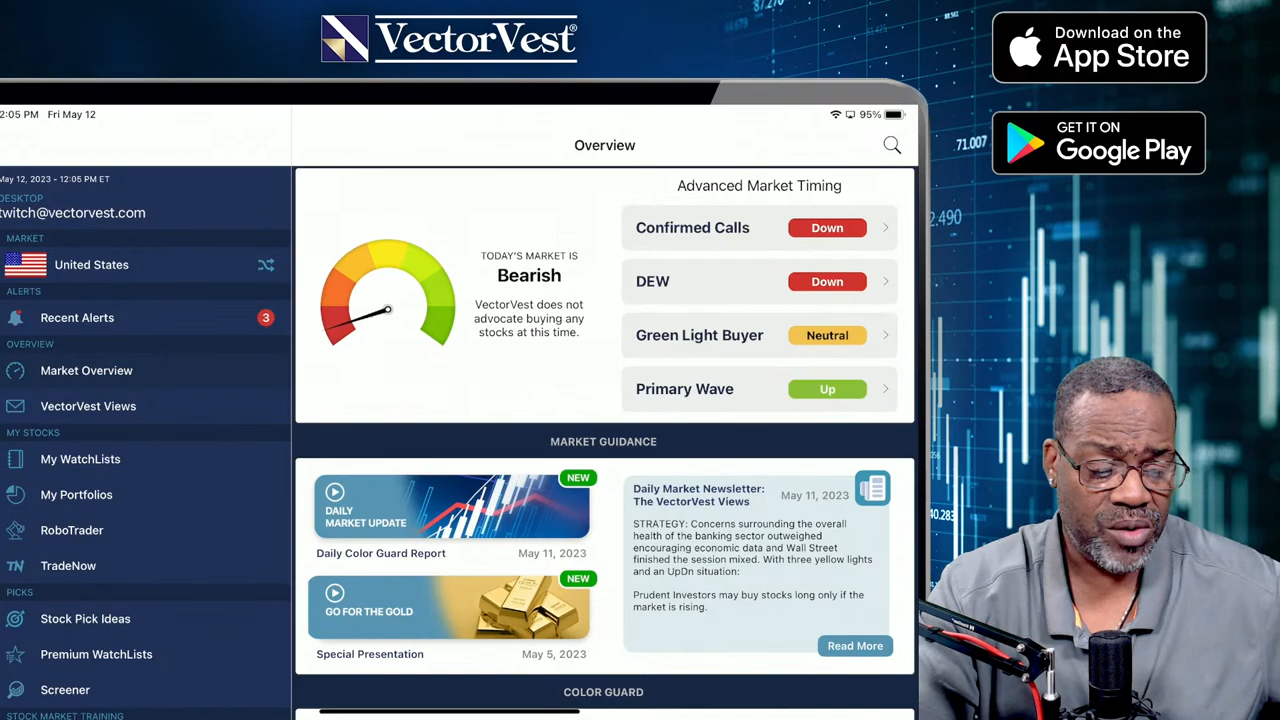 VectorVest®
Download on the
App Store
GET IT ON
Google Play
2:05 PM Fri May 12
95%
Overview
May 12, 2023 - 12:05 PM ET
DESKTOP
twitch@vectorvest.com
MARKET
United States
ALERTS
Recent Alerts
3
OVERVIEW
Market Overview
VectorVest Views
MY STOCKS
My WatchLists
My Portfolios
RoboTrader
TN
TradeNow
PICKS
Stock Pick Ideas
Premium WatchLists
Screener
STOCK MARKET TRAINING
TODAY'S MARKET IS
Bearish
VectorVest does not
advocate buying any
stocks at this time.
Advanced Market Timing
Confirmed Calls Down
DEW Down
Green Light Buyer Neutral
Primary Wave Up
MARKET GUIDANCE
NEW
DAILY
MARKET UPDATE
Daily Color Guard Report May 11, 2023
NEW
GO FOR THE GOLD
Special Presentation May 5, 2023
Daily Market Newsletter:
The VectorVest Views
May 11, 2023
STRATEGY: Concerns surrounding the overall
health of the banking sector outweighed
encouraging economic data and Wall Street
finished the session mixed. With three yellow lights
and an UpDn situation:
Prudent Investors may buy stocks long only if the
market is rising.
Read More
COLOR GUARD
71.007
2.490
40.283